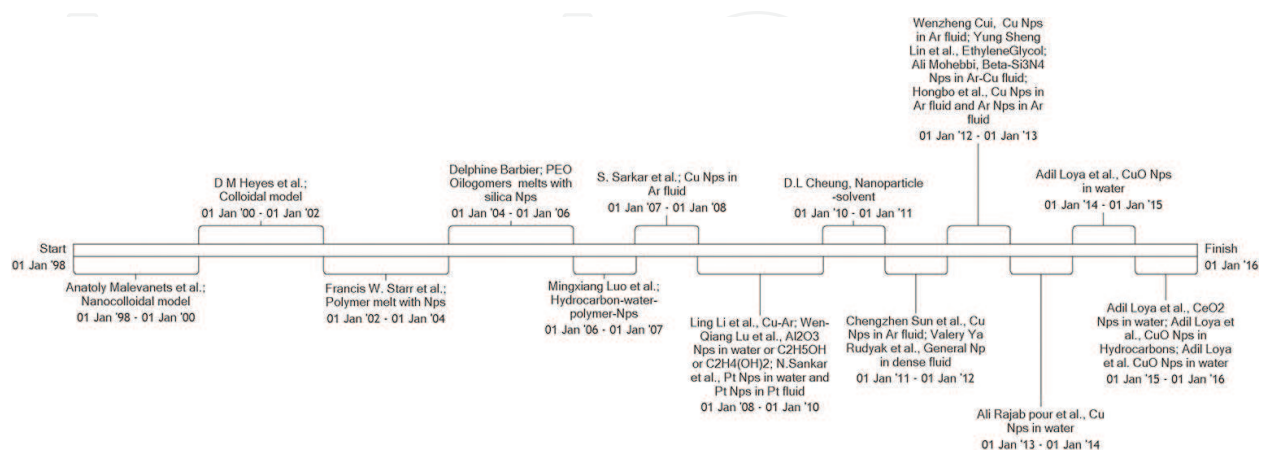 Start
01 Jan '98
Anatoly Malevanets et al.;
Nanocolloidal model
01 Jan '98 - 01 Jan '00
D M Heyes et al.;
Colloidal model
01 Jan '00 - 01 Jan '02
Francis W. Starr et al.;
Polymer melt with Nps
01 Jan '02 - 01 Jan '04
Delphine Barbier; PEO
Oilogomers melts with
silica Nps
01 Jan '04 - 01 Jan '06
Mingxiang Luo et al.;
Hydrocarbon-water-
polymer-Nps
01 Jan '06 - 01 Jan '07
S. Sarkar et al.; Cu Nps in
Ar fluid
01 Jan '07 - 01 Jan '08
Ling Li et al., Cu-Ar; Wen-
Qiang Lu et al., Al2O3
Nps in water or C2H5OH
or C2H4(OH)2; N.Sankar
et al., Pt Nps in water and
Pt Nps in Pt fluid
01 Jan '08 - 01 Jan '10
D.L Cheung, Nanoparticle
-solvent
01 Jan '10 - 01 Jan '11
Chengzhen Sun et al., Cu
Nps in Ar fluid; Valery Ya
Rudyak et al., General Np
in dense fluid
01 Jan '11 - 01 Jan '12
Wenzheng Cui, Cu Nps
in Ar fluid; Yung Sheng
Lin et al., EthyleneGlycol;
Ali Mohebbi, Beta-Si3N4
Nps in Ar-Cu fluid;
Hongbo et al., Cu Nps in
Ar fluid and Ar Nps in Ar
fluid
01 Jan '12 - 01 Jan '13
Ali Rajab pour et al., Cu
Nps in water
01 Jan '13 - 01 Jan '14
Adil Loya et al., CuO Nps
in water
01 Jan '14 - 01 Jan '15
Adil Loya et al., CeO2
Nps in water; Adil Loya et
al., CuO Nps in
Hydrocarbons; Adil Loya
et al. CuO Nps in water
01 Jan '15 - 01 Jan '16
Finish
01 Jan '16